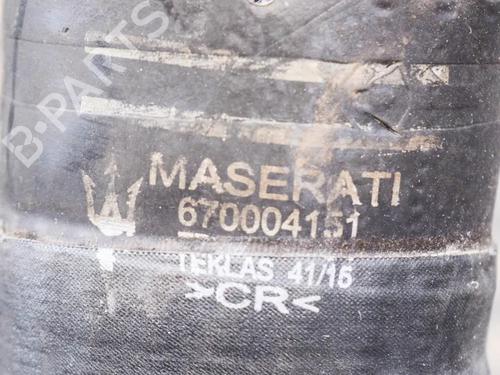 B-PARTS
MASERATI
670004151
TEKLAS 41/16
>CR<